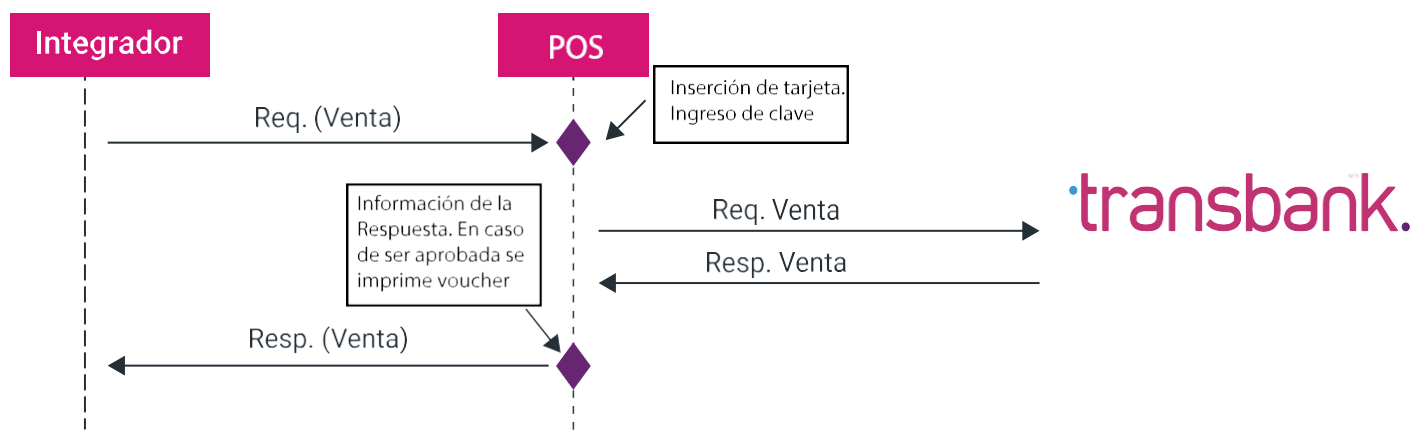 Integrador
POS
Inserción de tarjeta.
Ingreso de clave
Req. (Venta)
transbank.
Información de la
Respuesta. En caso
de ser aprobada se
imprime voucher
Req. Venta
Resp. Venta
Resp. (Venta)